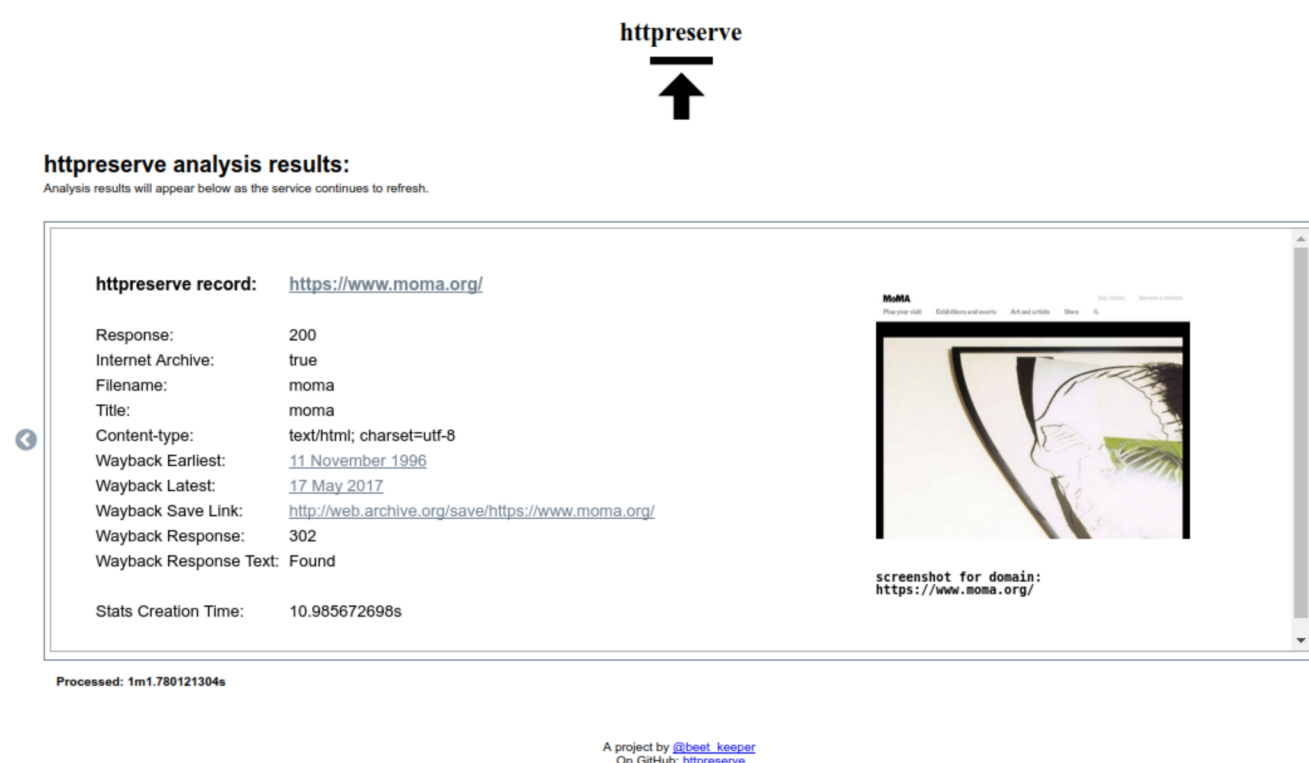 httpreserve
httpreserve analysis results:
Analysis results will appear below as the service continues to refresh.
httpreserve record: https://www.moma.org/
Response: 200
Internet Archive: true
Filename: moma
Title: moma
Content-type: text/html; charset=utf-8
Wayback Earliest: 11 November 1996
Wayback Latest: 17 May 2017
Wayback Save Link: http://web.archive.org/save/https://www.moma.org/
Wayback Response: 302
Wayback Response Text: Found
Stats Creation Time: 10.985672698s
MoMA
Buy tickets Become a member
Plan your visit Exhibitions and events Art and artists Store
screenshot for domain:
https://www.moma.org/
Processed: 1m1.780121304s
A project by @beet_keeper
On GitHub: httpreserve